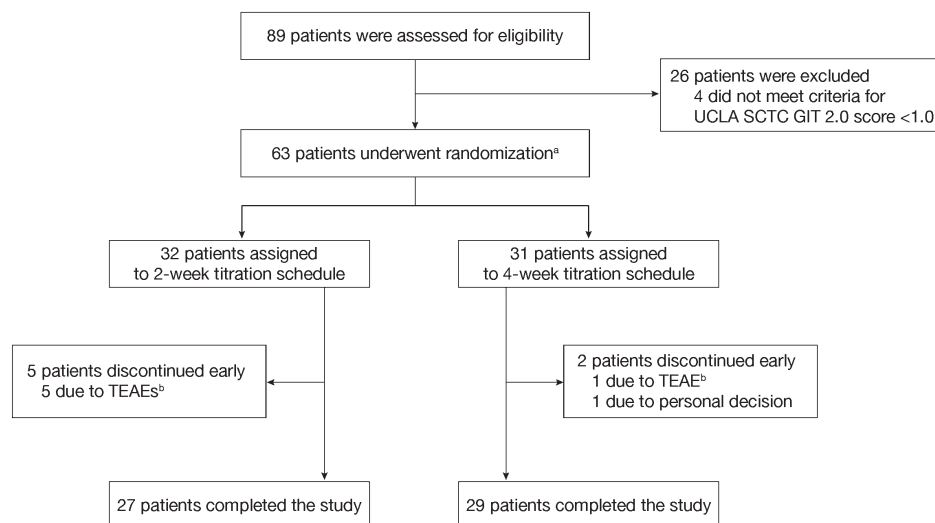 89 patients were assessed for eligibility
26 patients were excluded
4 did not meet criteria for
UCLA SCTC GIT 2.0 score <1.0
63 patients underwent randomizationᵃ
32 patients assigned
to 2-week titration schedule
31 patients assigned
to 4-week titration schedule
5 patients discontinued early
5 due to TEAEsᵇ
2 patients discontinued early
1 due to TEAEᵇ
1 due to personal decision
27 patients completed the study
29 patients completed the study